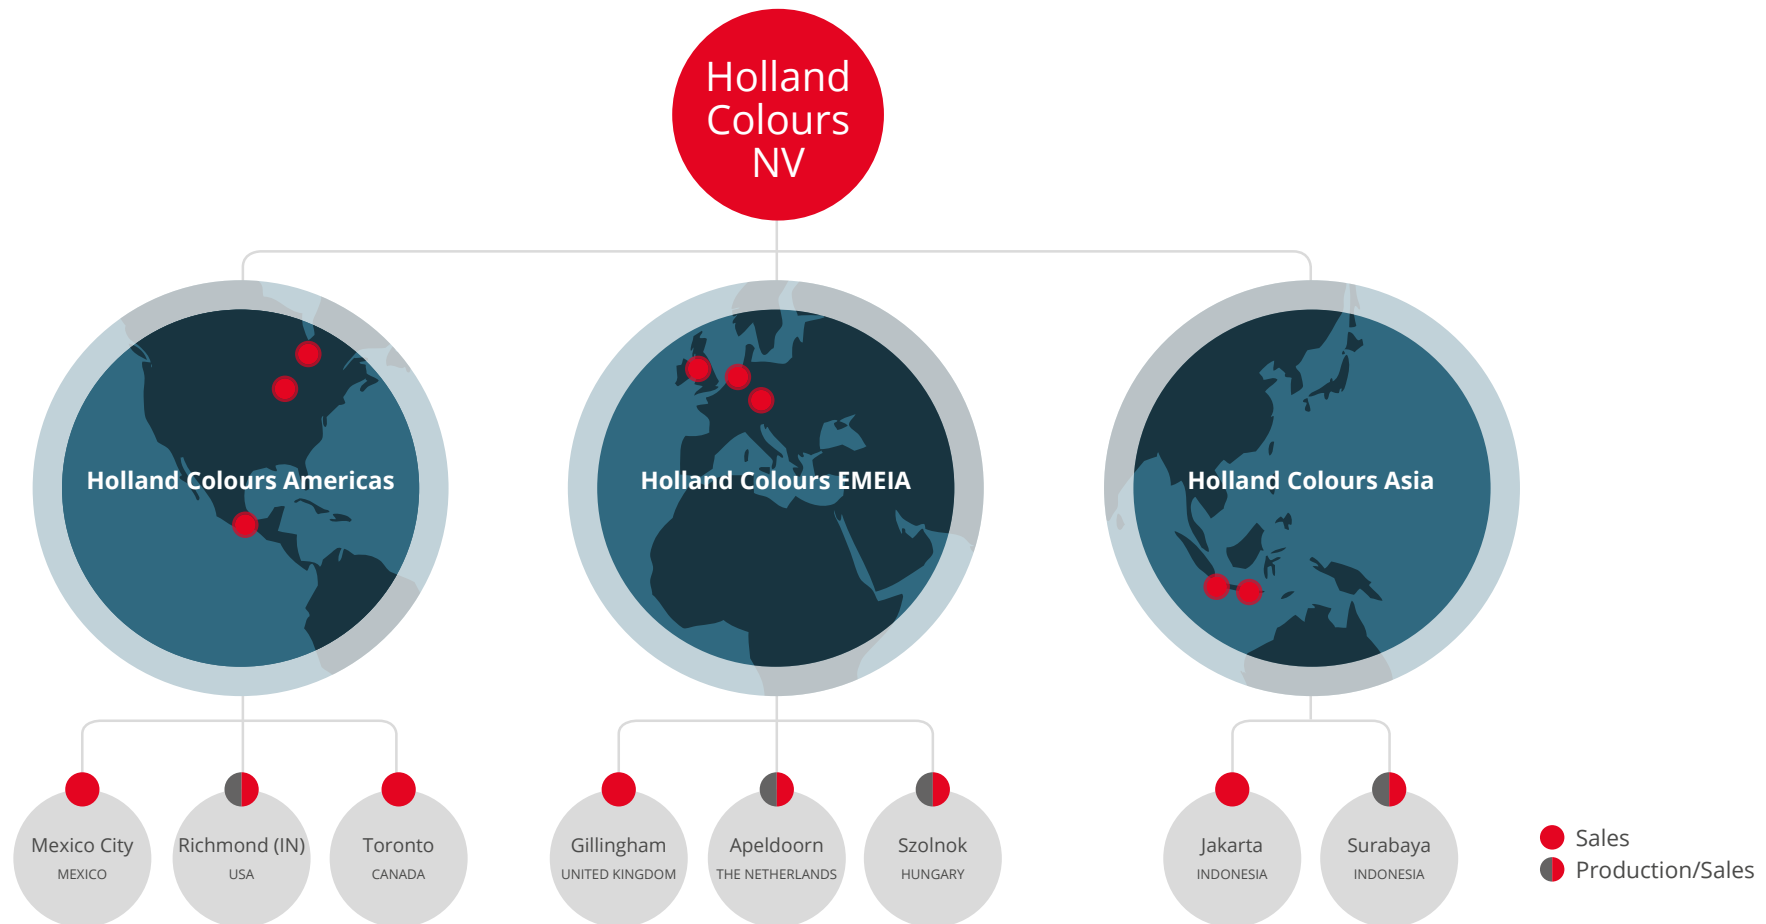 Holland
Colours
NV
Holland Colours Americas
Holland Colours EMEIA
Holland Colours Asia
Mexico City
MEXICO
Richmond (IN)
USA
Toronto
CANADA
Gillingham
UNITED KINGDOM
Apeldoorn
THE NETHERLANDS
Szolnok
HUNGARY
Jakarta
INDONESIA
Surabaya
INDONESIA
Sales
Production/Sales